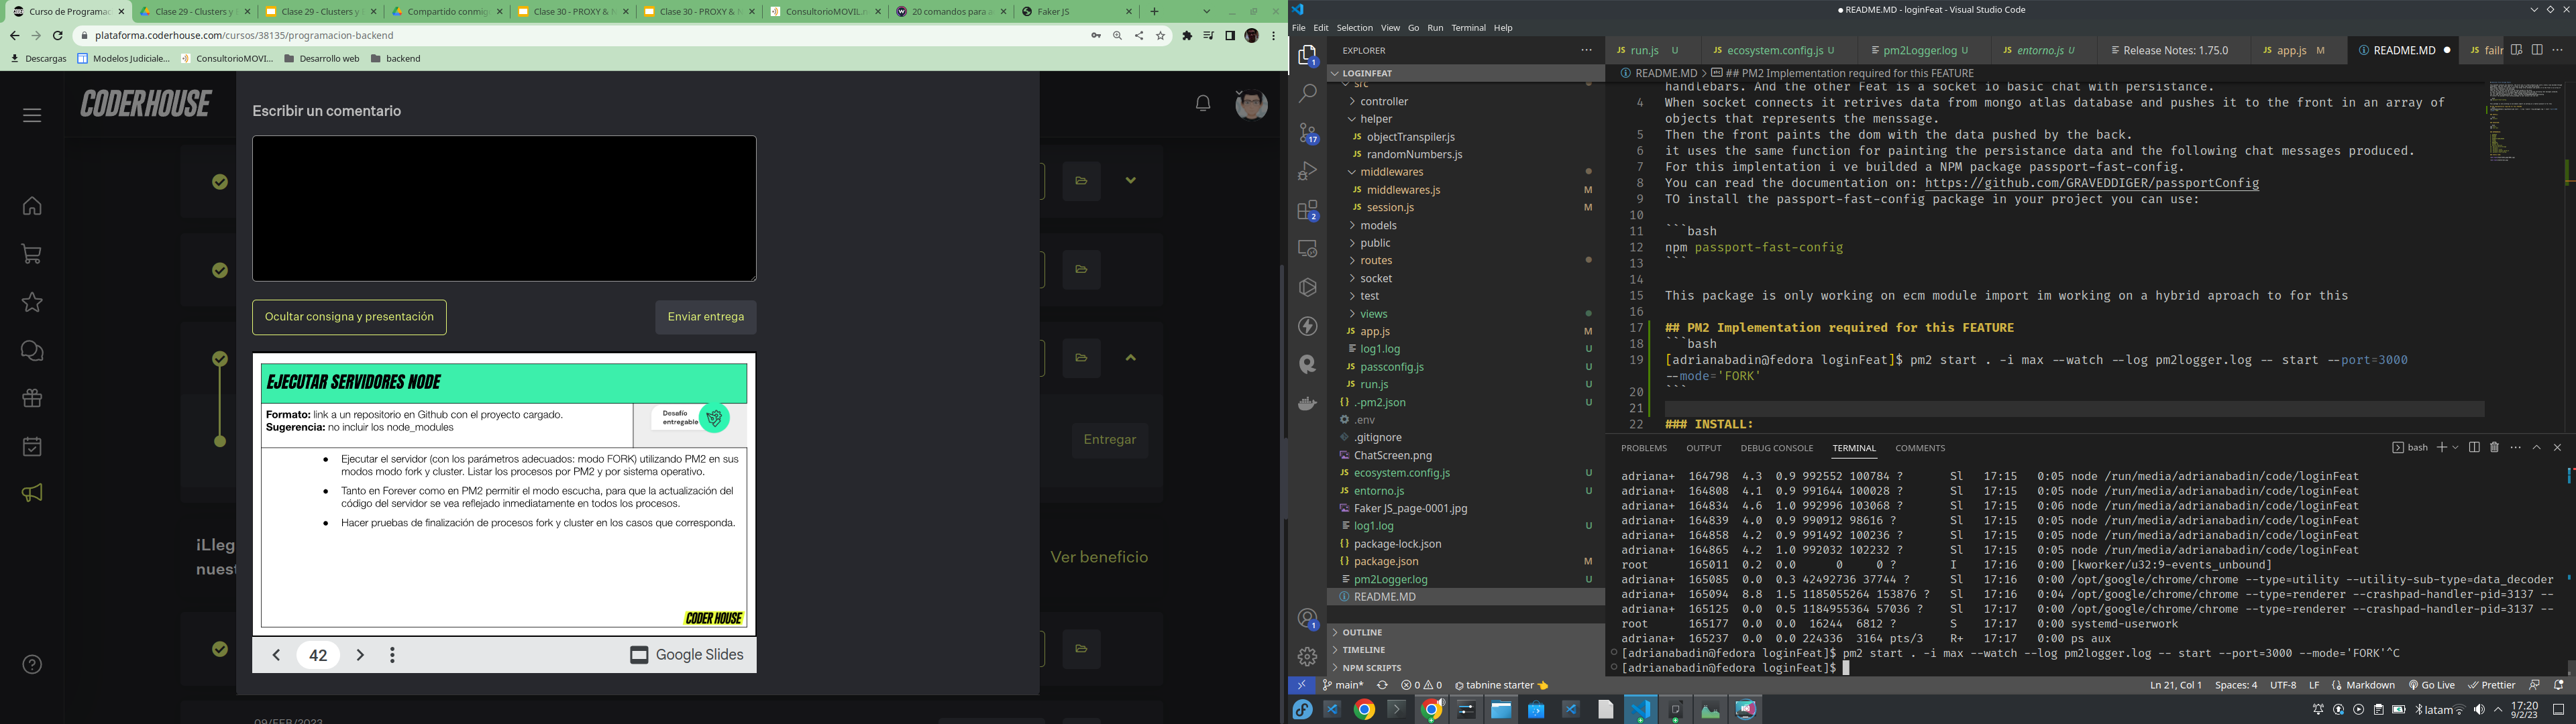 Curso de Programac
Clase 29 - Clusters y
Clase 29 - Clusters y
Compartido conmig
Clase 30 - PROXY &
Clase 30 - PROXY &
ConsultorioMOVIL
20 comandos para a
Faker JS
plataforma.coderhouse.com/cursos/38135/programacion-backend
Descargas
Modelos Judiciale...
ConsultorioMOVI...
Desarrollo web
backend
CODERHOUSE
Escribir un comentario
Ocultar consigna y presentación
Enviar entrega
EJECUTAR SERVIDORES NODE
Formato: link a un repositorio en Github con el proyecto cargado.
Sugerencia: no incluir los node_modules
Desafío
entregable
● Ejecutar el servidor (con los parámetros adecuados: modo FORK) utilizando PM2 en sus
modos modo fork y cluster. Listar los procesos por PM2 y por sistema operativo.
● Tanto en Forever como en PM2 permitir el modo escucha, para que la actualización del
código del servidor se vea reflejado inmediatamente en todos los procesos.
● Hacer pruebas de finalización de procesos fork y cluster en los casos que corresponda.
CODER HOUSE
42
Google Slides
Entregar
¡Lleg
nuest
Ver beneficio
09/FEB/2023
● README.MD - loginFeat - Visual Studio Code
File Edit Selection View Go Run Terminal Help
EXPLORER
LOGINFEAT
src
controller
helper
JS objectTranspiler.js
JS randomNumbers.js
middlewares
JS middlewares.js M
JS session.js M
models
public
routes
socket
test
views
JS app.js M
log1.log U
JS passconfig.js U
JS run.js U
{} .-pm2.json U
.env
.gitignore
ChatScreen.png
JS ecosystem.config.js U
JS entorno.js U
Faker JS_page-0001.jpg
log1.log U
{} package-lock.json
{} package.json M
pm2Logger.log U
README.MD
OUTLINE
TIMELINE
NPM SCRIPTS
JS run.js U
JS ecosystem.config.js U
pm2Logger.log U
JS entorno.js U
Release Notes: 1.75.0
JS app.js M
README.MD ●
JS failr
README.MD > ## PM2 Implementation required for this FEATURE
handlebars. And the other Feat is a socket io basic chat with persistance.
4 When socket connects it retrives data from mongo atlas database and pushes it to the front in an array of
objects that represents the menssage.
5 Then the front paints the dom with the data pushed by the back.
6 it uses the same function for painting the persistance data and the following chat messages produced.
7 For this implentation i ve builded a NPM package passport-fast-config.
8 You can read the documentation on: https://github.com/GRAVEDDIGER/passportConfig
9 TO install the passport-fast-config package in your project you can use:
10
11 ```bash
12 npm passport-fast-config
13 ```
14
15 This package is only working on ecm module import im working on a hybrid aproach to for this
16
17 ## PM2 Implementation required for this FEATURE
18 ```bash
19 [adrianabadin@fedora loginFeat]$ pm2 start . -i max --watch --log pm2logger.log -- start --port=3000
--mode='FORK'
20 ```
21
22 ### INSTALL:
PROBLEMS OUTPUT DEBUG CONSOLE TERMINAL COMMENTS
bash
adriana+ 164798 4.3 0.9 992552 100784 ? Sl 17:15 0:05 node /run/media/adrianabadin/code/loginFeat
adriana+ 164808 4.1 0.9 991644 100028 ? Sl 17:15 0:05 node /run/media/adrianabadin/code/loginFeat
adriana+ 164834 4.6 1.0 992996 103068 ? Sl 17:15 0:06 node /run/media/adrianabadin/code/loginFeat
adriana+ 164839 4.0 0.9 990912 98616 ? Sl 17:15 0:05 node /run/media/adrianabadin/code/loginFeat
adriana+ 164858 4.2 0.9 991492 100236 ? Sl 17:15 0:05 node /run/media/adrianabadin/code/loginFeat
adriana+ 164865 4.2 1.0 992032 102232 ? Sl 17:15 0:05 node /run/media/adrianabadin/code/loginFeat
root 165011 0.2 0.0 0 0 ? I 17:16 0:00 [kworker/u32:9-events_unbound]
adriana+ 165085 0.0 0.3 42492736 37744 ? Sl 17:16 0:00 /opt/google/chrome/chrome --type=utility --utility-sub-type=data_decoder
adriana+ 165094 8.8 1.5 1185055264 153876 ? Sl 17:16 0:04 /opt/google/chrome/chrome --type=renderer --crashpad-handler-pid=3137 --
adriana+ 165125 0.0 0.5 1184955364 57036 ? Sl 17:17 0:00 /opt/google/chrome/chrome --type=renderer --crashpad-handler-pid=3137 --
root 165177 0.0 0.0 16244 6812 ? S 17:17 0:00 systemd-userwork
adriana+ 165237 0.0 0.0 224336 3164 pts/3 R+ 17:17 0:00 ps aux
[adrianabadin@fedora loginFeat]$ pm2 start . -i max --watch --log pm2logger.log -- start --port=3000 --mode='FORK'^C
[adrianabadin@fedora loginFeat]$
main*
0 0
tabnine starter
Ln 21, Col 1
Spaces: 4
UTF-8
LF
Markdown
Go Live
Prettier
latam
17:20
9/2/23